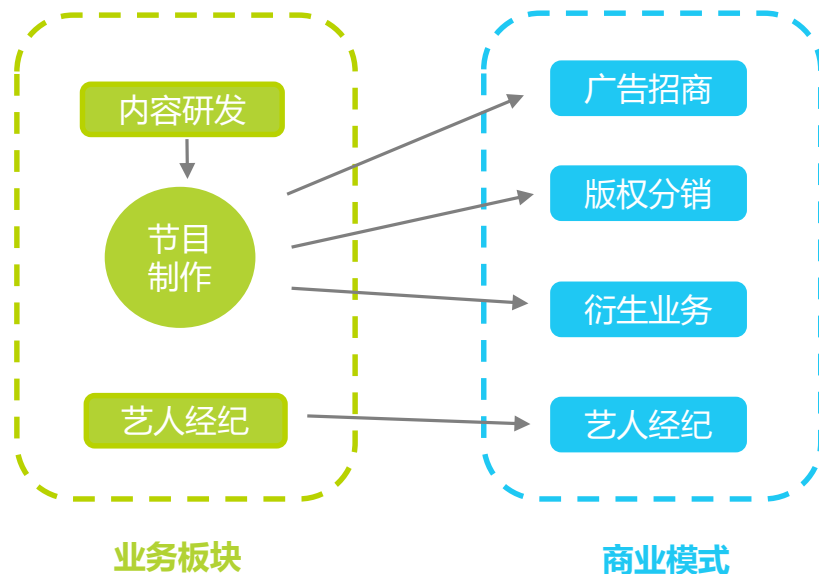 内容研发
节目
制作
艺人经纪
业务板块
广告招商
版权分销
衍生业务
艺人经纪
商业模式